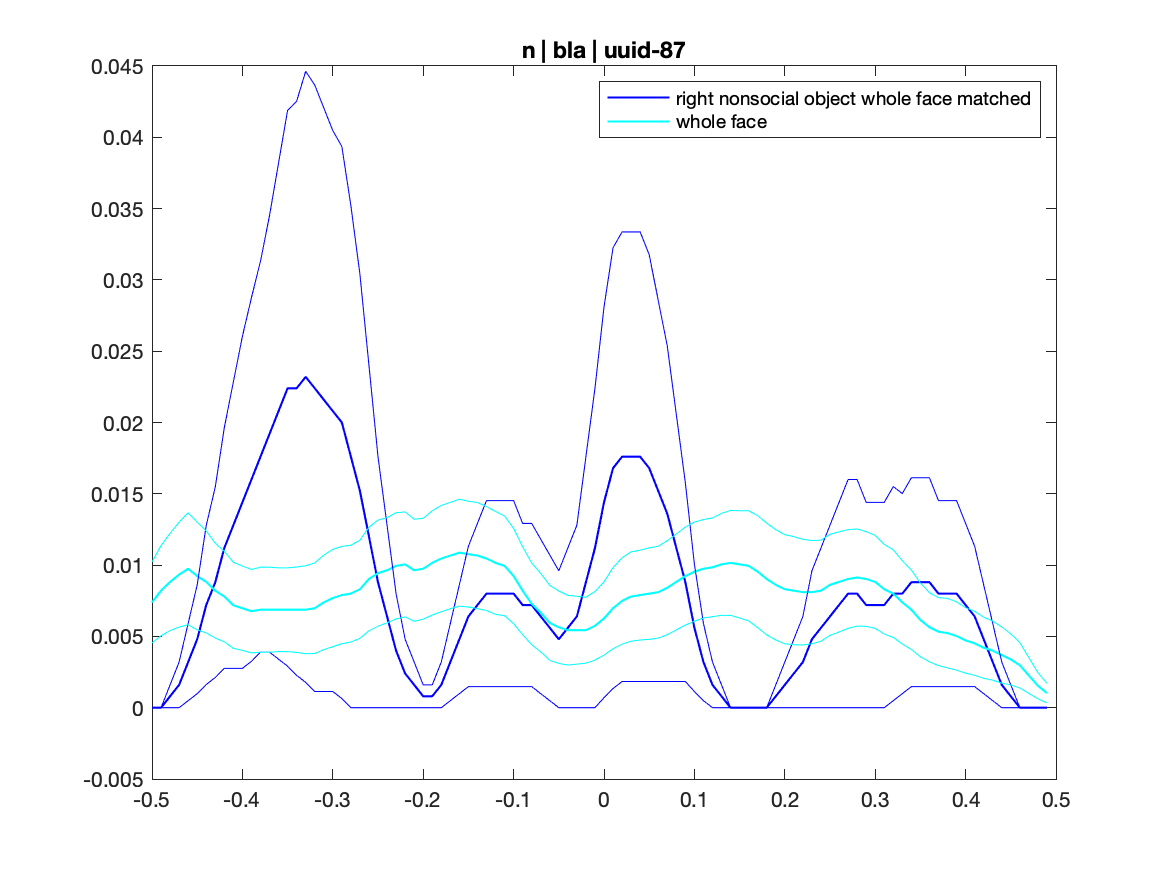 n | bla | uuid-87
right nonsocial object whole face matched
whole face
0.045
0.04
0.035
0.03
0.025
0.02
0.015
0.01
0.005
0
-0.005
-0.5 -0.4 -0.3 -0.2 -0.1 0 0.1 0.2 0.3 0.4 0.5